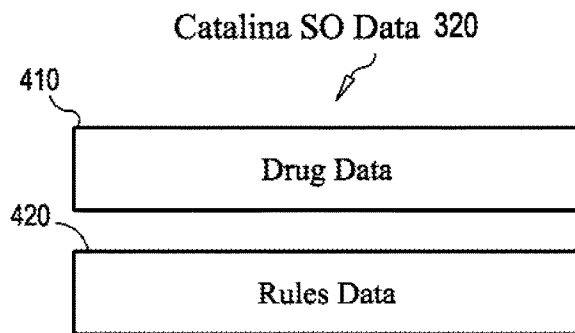 Catalina SO Data 320
410
Drug Data
420
Rules Data